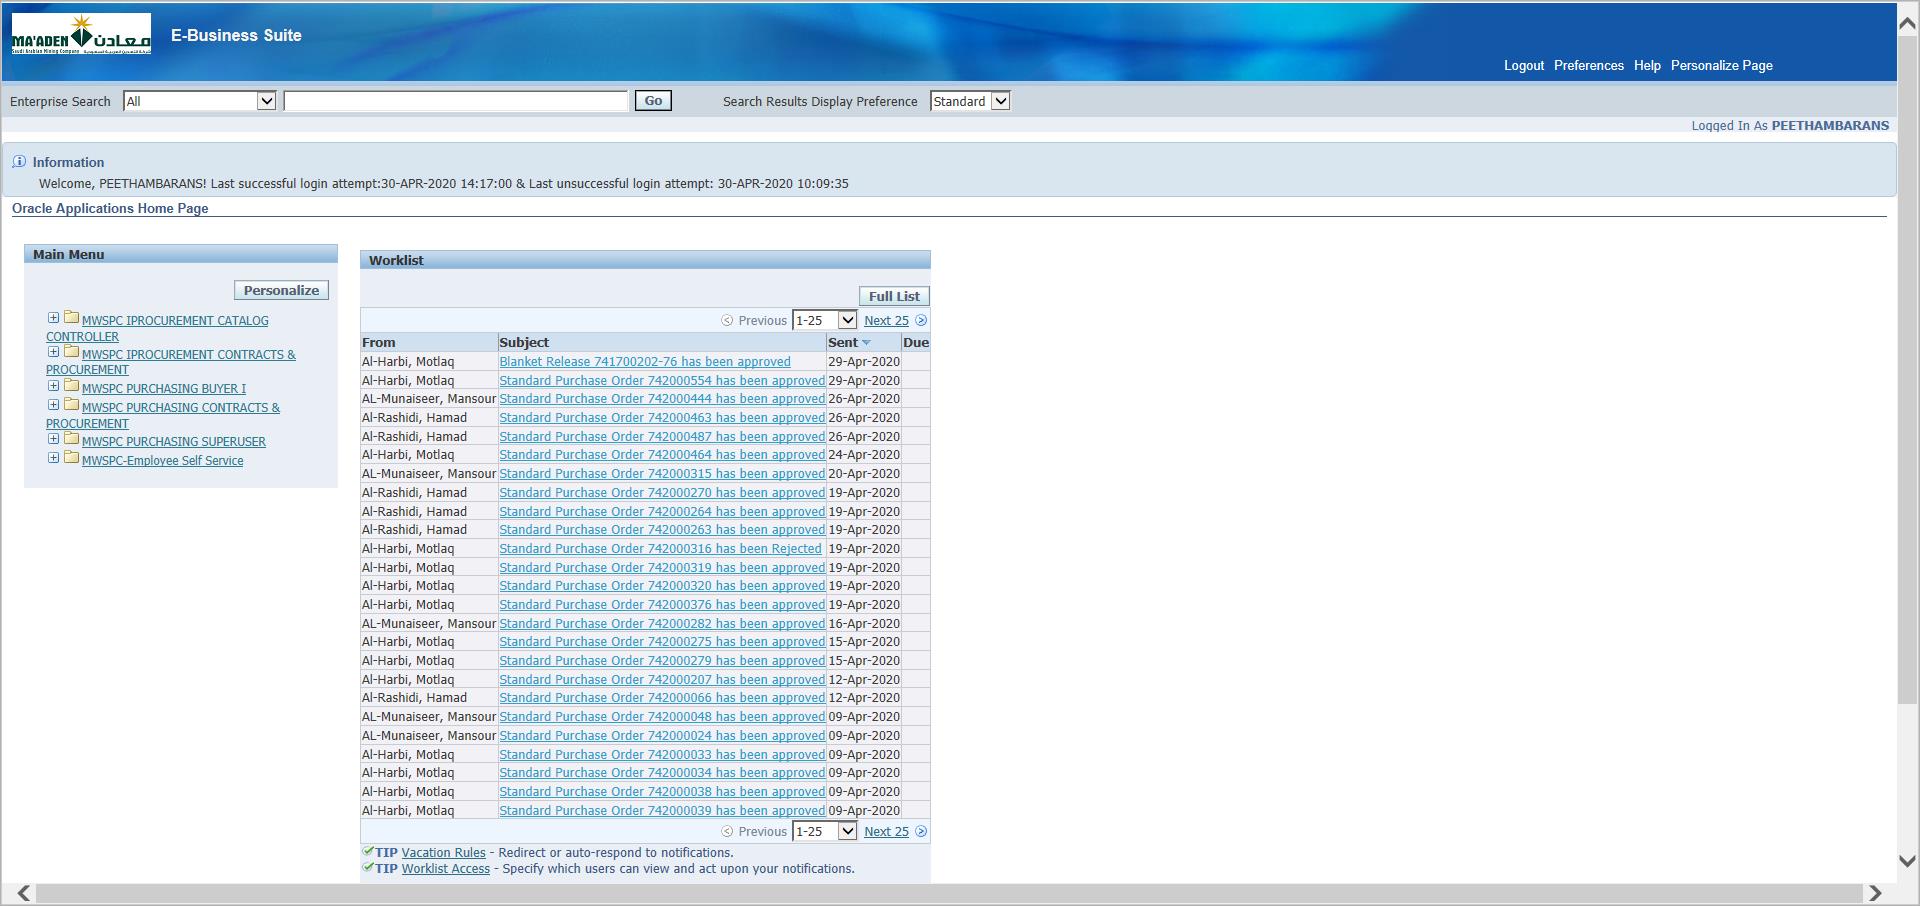 MA'ADEN معادن
Saudi Arabian Mining Company
E-Business Suite
Logout Preferences Help Personalize Page
Enterprise Search All Go Search Results Display Preference Standard
Logged In As PEETHAMBARANS
Information
Welcome, PEETHAMBARANS! Last successful login attempt:30-APR-2020 14:17:00 & Last unsuccessful login attempt: 30-APR-2020 10:09:35
Oracle Applications Home Page
Main Menu
Personalize
MWSPC IPROCUREMENT CATALOG
CONTROLLER
MWSPC IPROCUREMENT CONTRACTS &
PROCUREMENT
MWSPC PURCHASING BUYER I
MWSPC PURCHASING CONTRACTS &
PROCUREMENT
MWSPC PURCHASING SUPERUSER
MWSPC-Employee Self Service
Worklist
Full List
Previous 1-25 Next 25
From Subject Sent Due
Al-Harbi, Motlaq Blanket Release 741700202-76 has been approved 29-Apr-2020
Al-Harbi, Motlaq Standard Purchase Order 742000554 has been approved 29-Apr-2020
AL-Munaiseer, Mansour Standard Purchase Order 742000444 has been approved 26-Apr-2020
Al-Rashidi, Hamad Standard Purchase Order 742000463 has been approved 26-Apr-2020
Al-Rashidi, Hamad Standard Purchase Order 742000487 has been approved 26-Apr-2020
Al-Harbi, Motlaq Standard Purchase Order 742000464 has been approved 24-Apr-2020
AL-Munaiseer, Mansour Standard Purchase Order 742000315 has been approved 20-Apr-2020
Al-Rashidi, Hamad Standard Purchase Order 742000270 has been approved 19-Apr-2020
Al-Rashidi, Hamad Standard Purchase Order 742000264 has been approved 19-Apr-2020
Al-Rashidi, Hamad Standard Purchase Order 742000263 has been approved 19-Apr-2020
Al-Harbi, Motlaq Standard Purchase Order 742000316 has been Rejected 19-Apr-2020
Al-Harbi, Motlaq Standard Purchase Order 742000319 has been approved 19-Apr-2020
Al-Harbi, Motlaq Standard Purchase Order 742000320 has been approved 19-Apr-2020
Al-Harbi, Motlaq Standard Purchase Order 742000376 has been approved 19-Apr-2020
AL-Munaiseer, Mansour Standard Purchase Order 742000282 has been approved 16-Apr-2020
Al-Harbi, Motlaq Standard Purchase Order 742000275 has been approved 15-Apr-2020
Al-Harbi, Motlaq Standard Purchase Order 742000279 has been approved 15-Apr-2020
Al-Harbi, Motlaq Standard Purchase Order 742000207 has been approved 12-Apr-2020
Al-Rashidi, Hamad Standard Purchase Order 742000066 has been approved 12-Apr-2020
AL-Munaiseer, Mansour Standard Purchase Order 742000048 has been approved 09-Apr-2020
AL-Munaiseer, Mansour Standard Purchase Order 742000024 has been approved 09-Apr-2020
Al-Harbi, Motlaq Standard Purchase Order 742000033 has been approved 09-Apr-2020
Al-Harbi, Motlaq Standard Purchase Order 742000034 has been approved 09-Apr-2020
Al-Harbi, Motlaq Standard Purchase Order 742000038 has been approved 09-Apr-2020
Al-Harbi, Motlaq Standard Purchase Order 742000039 has been approved 09-Apr-2020
Previous 1-25 Next 25
TIP Vacation Rules - Redirect or auto-respond to notifications.
TIP Worklist Access - Specify which users can view and act upon your notifications.